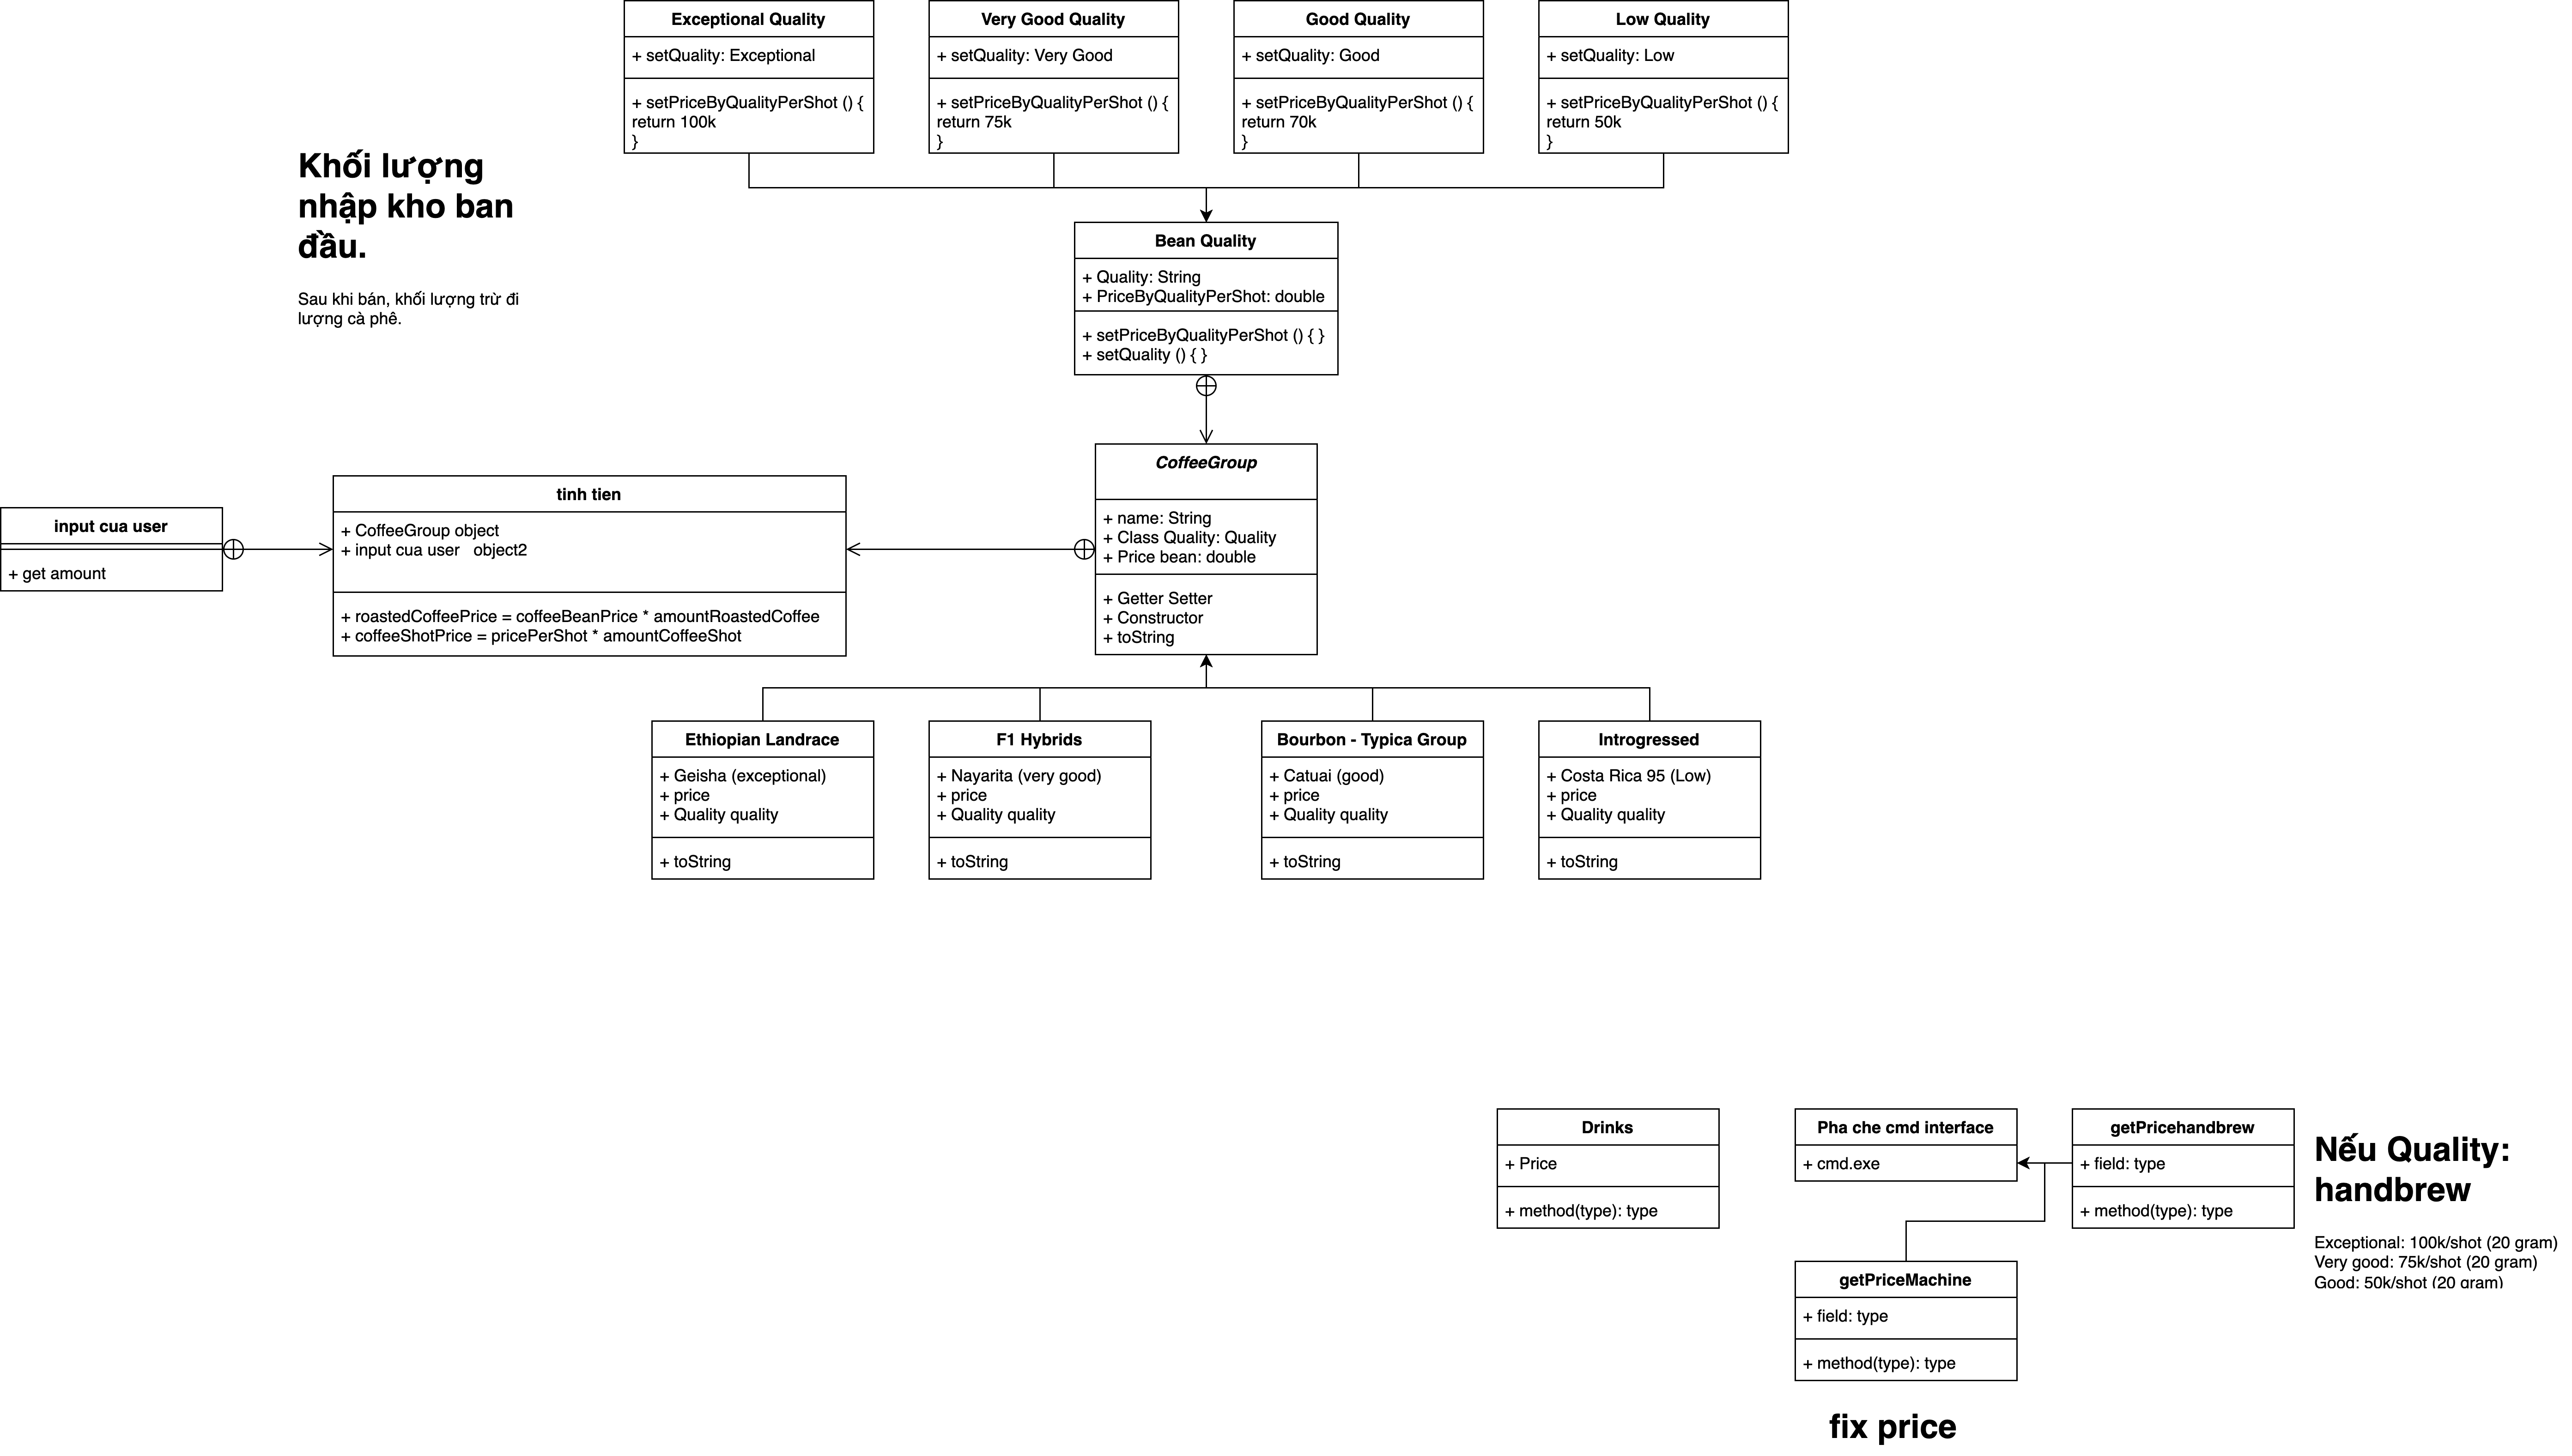 Exceptional Quality
+ setQuality: Exceptional
+ setPriceByQualityPerShot () {
return 100k
}
Very Good Quality
+ setQuality: Very Good
+ setPriceByQualityPerShot () {
return 75k
}
Good Quality
+ setQuality: Good
+ setPriceByQualityPerShot () {
return 70k
}
Low Quality
+ setQuality: Low
+ setPriceByQualityPerShot () {
return 50k
}
Khối lượng
nhập kho ban
đầu.
Sau khi bán, khối lượng trừ đi
lượng cà phê.
Bean Quality
+ Quality: String
+ PriceByQualityPerShot: double
+ setPriceByQualityPerShot () { }
+ setQuality () { }
input cua user
+ get amount
tinh tien
+ CoffeeGroup object
+ input cua user   object2
+ roastedCoffeePrice = coffeeBeanPrice * amountRoastedCoffee
+ coffeeShotPrice = pricePerShot * amountCoffeeShot
CoffeeGroup
+ name: String
+ Class Quality: Quality
+ Price bean: double
+ Getter Setter
+ Constructor
+ toString
Ethiopian Landrace
+ Geisha (exceptional)
+ price
+ Quality quality
+ toString
F1 Hybrids
+ Nayarita (very good)
+ price
+ Quality quality
+ toString
Bourbon - Typica Group
+ Catuai (good)
+ price
+ Quality quality
+ toString
Introgressed
+ Costa Rica 95 (Low)
+ price
+ Quality quality
+ toString
Drinks
+ Price
+ method(type): type
Pha che cmd interface
+ cmd.exe
getPricehandbrew
+ field: type
+ method(type): type
Nếu Quality:
handbrew
Exceptional: 100k/shot (20 gram)
Very good: 75k/shot (20 gram)
Good: 50k/shot (20 gram)
getPriceMachine
+ field: type
+ method(type): type
fix price